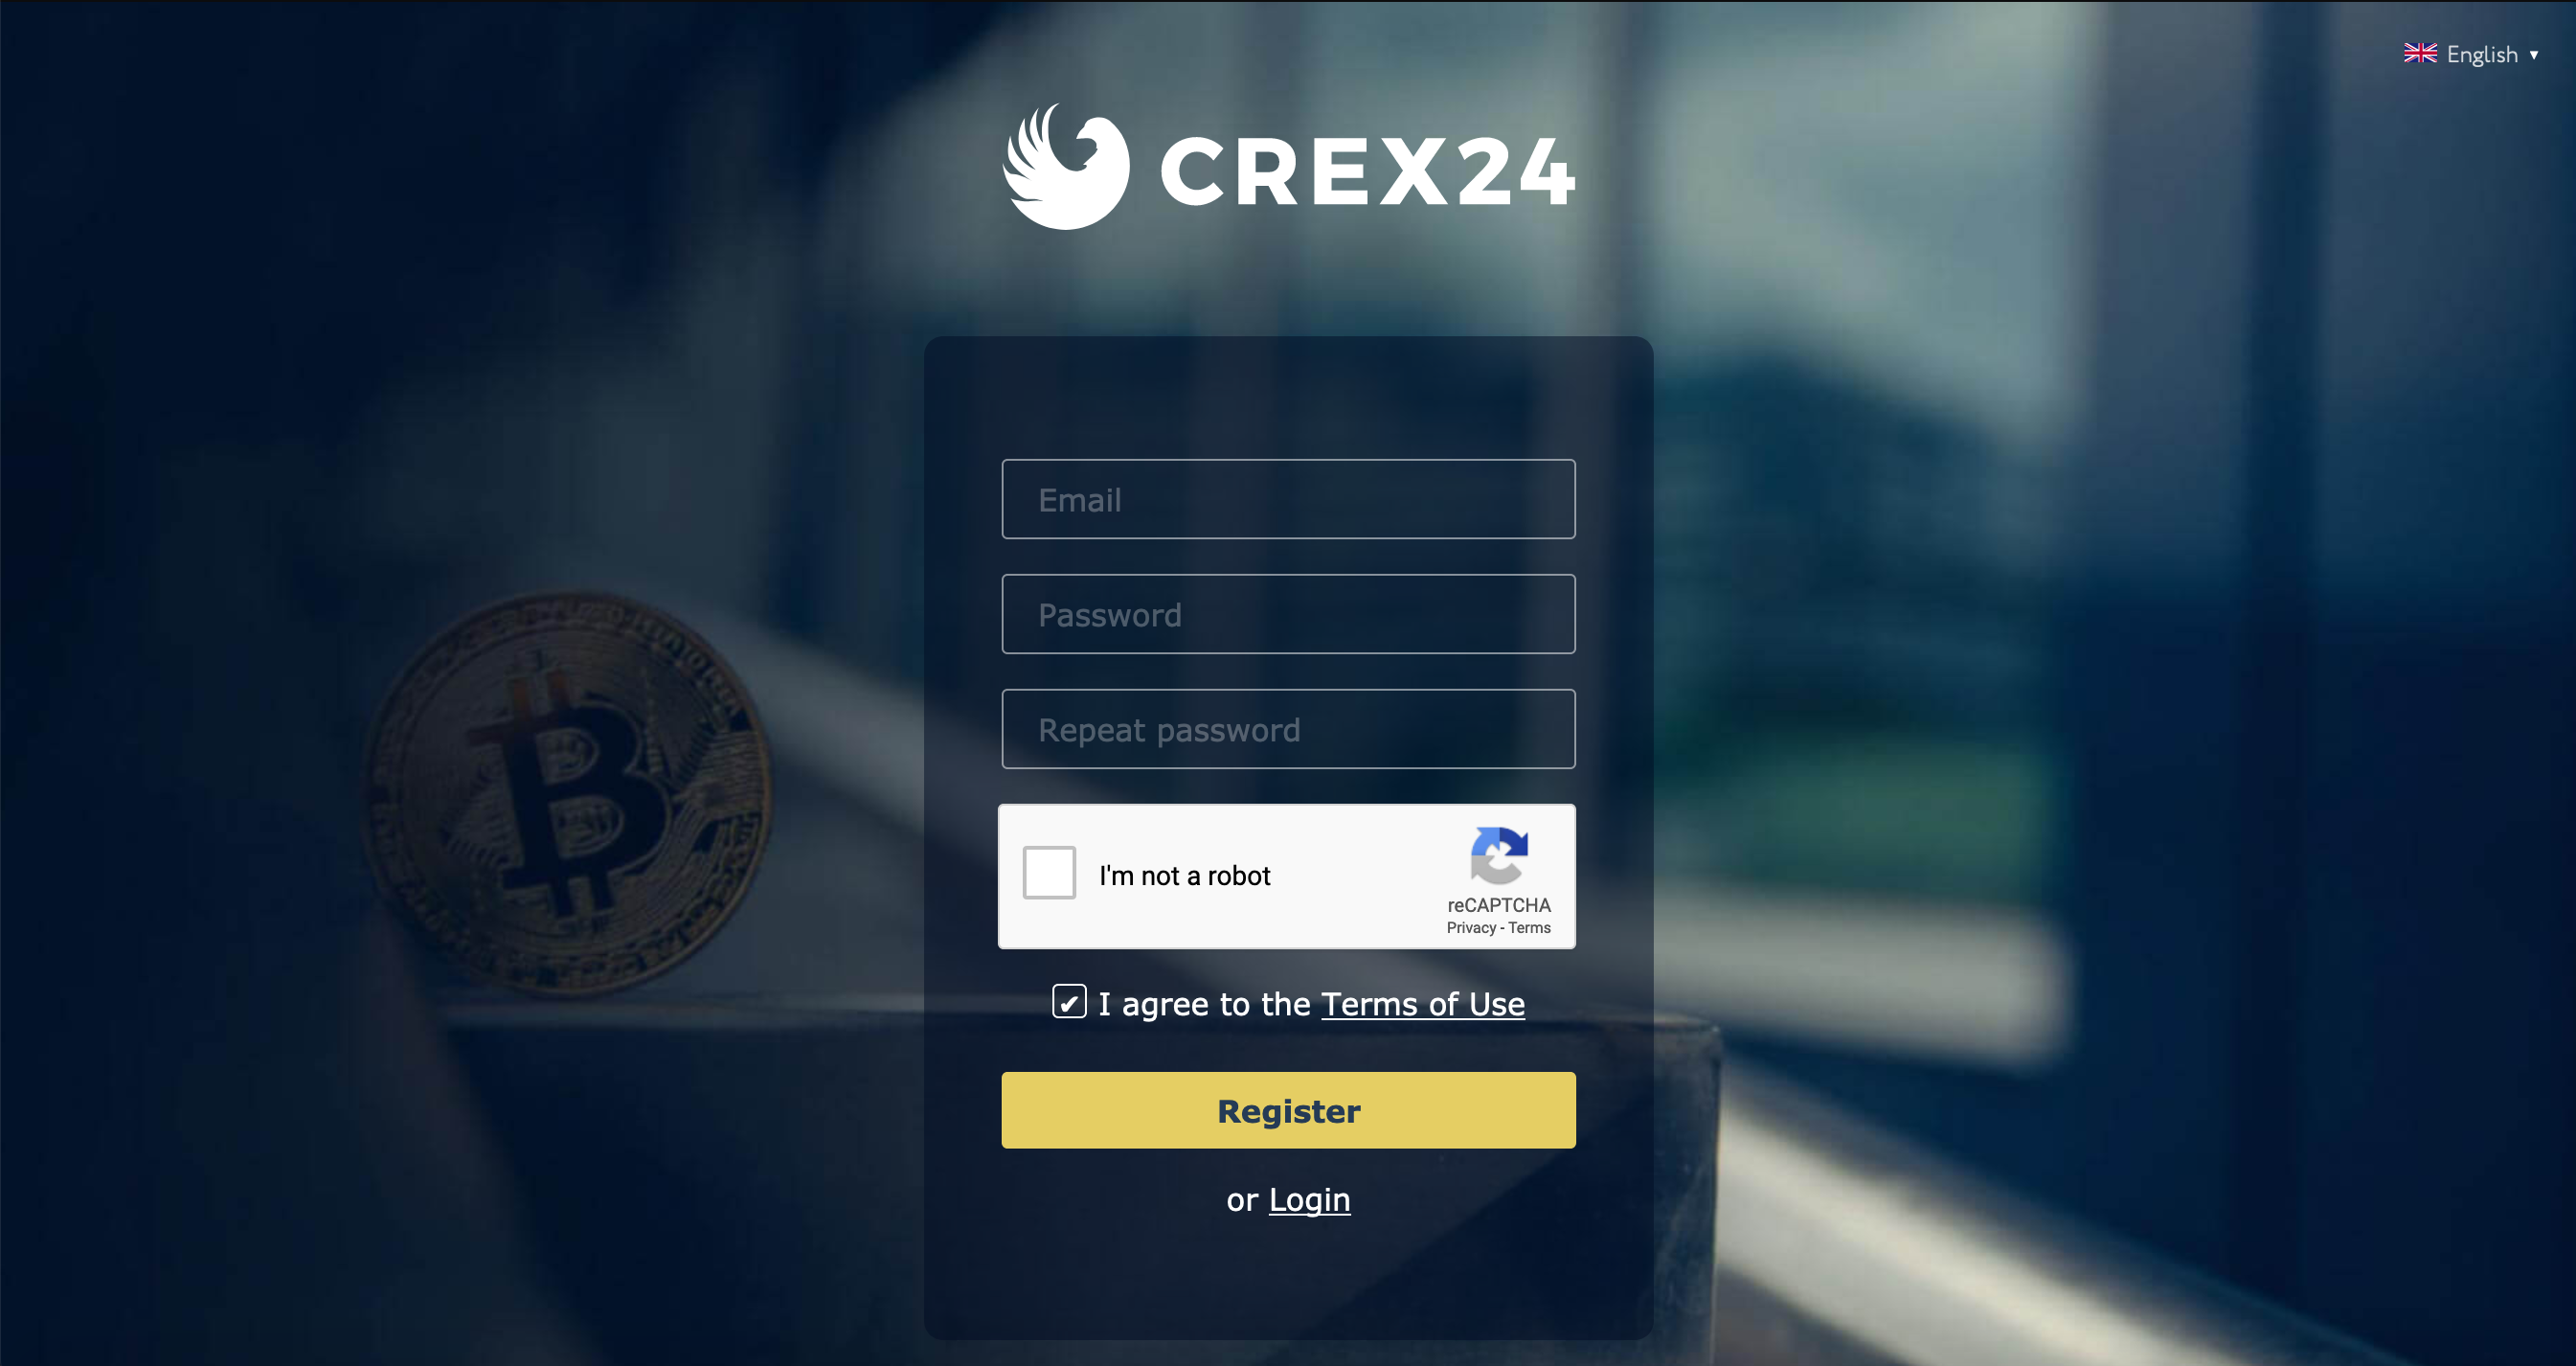 English ▼
CREX24
Email
Password
Repeat password
I'm not a robot
reCAPTCHA
Privacy - Terms
✔ I agree to the Terms of Use
Register
or Login